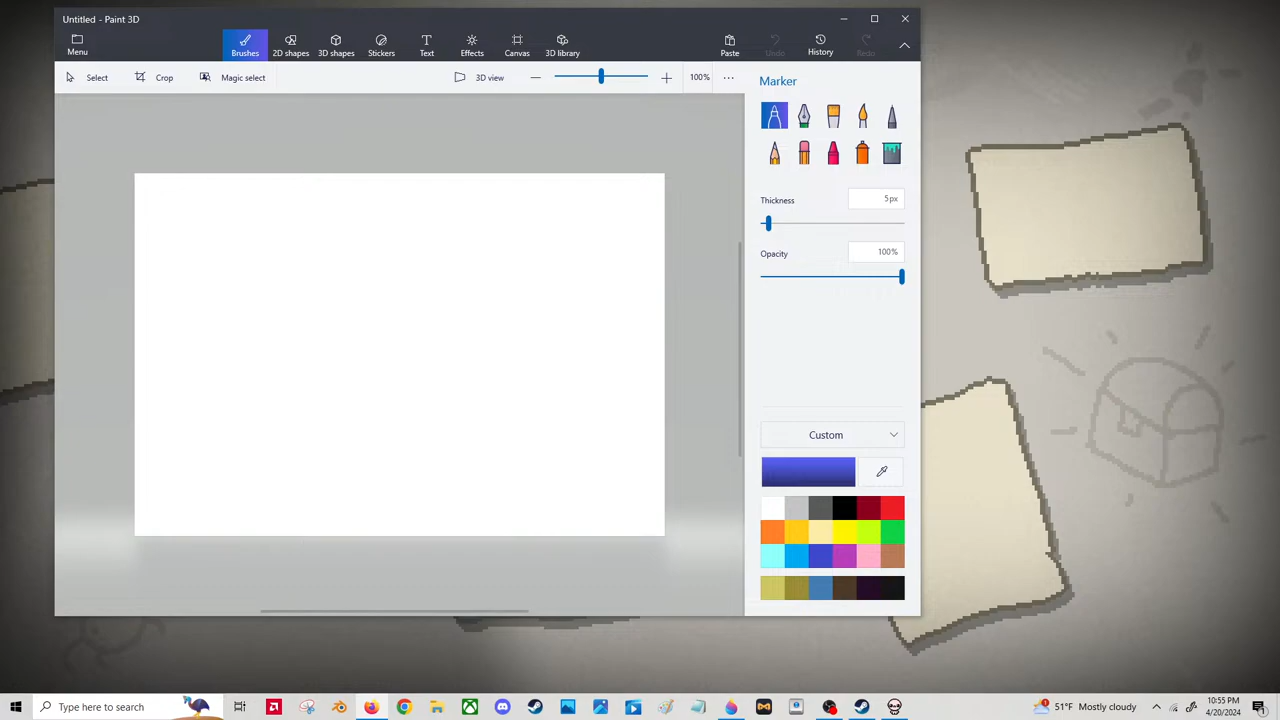 Untitled - Paint 3D
Menu
Brushes
2D shapes
3D shapes
Stickers
Text
Effects
Canvas
3D library
Paste
Undo
History
Redo
Select
Crop
Magic select
3D view
100%
Marker
Thickness
5px
Opacity
100%
Custom
Type here to search
51°F Mostly cloudy
10:55 PM
4/20/2024